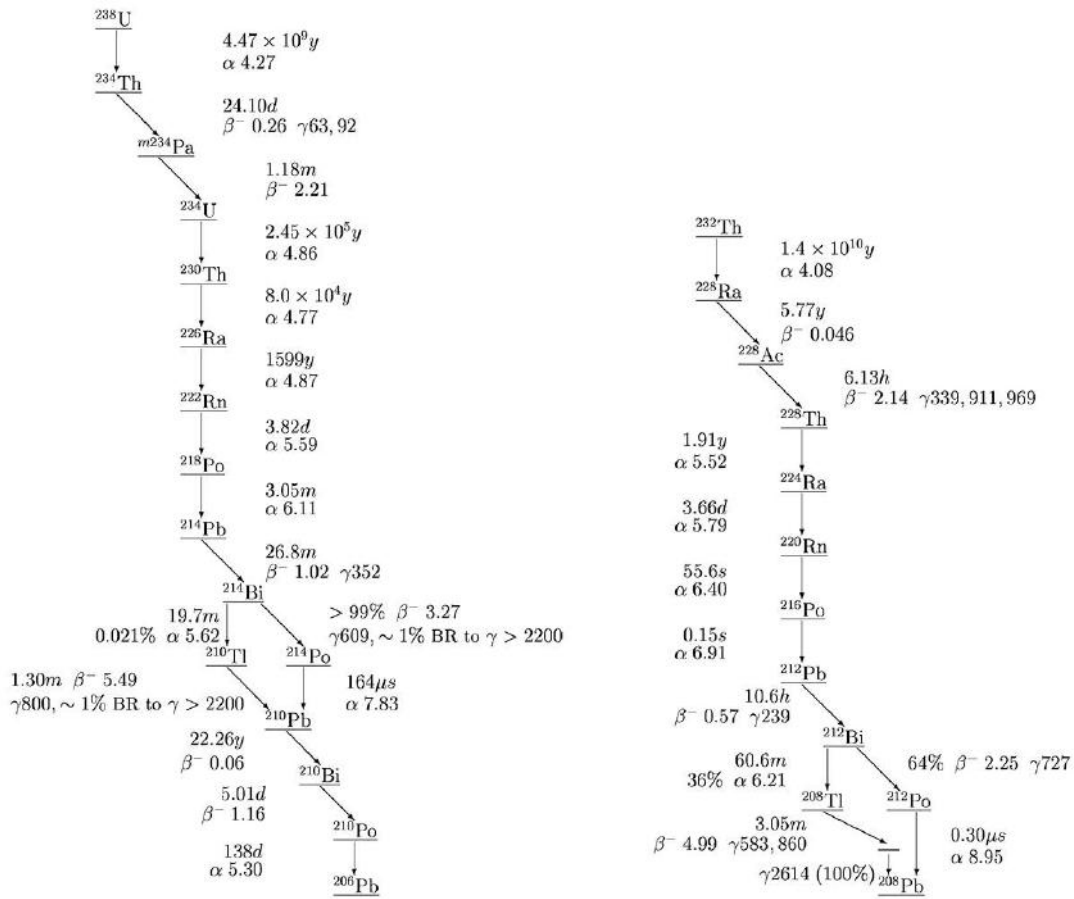 ²³⁸U
4.47 × 10⁹y
α 4.27
²³⁴Th
24.10d
β⁻ 0.26 γ63, 92
ᵐ²³⁴Pa
1.18m
β⁻ 2.21
²³⁴U
2.45 × 10⁵y
α 4.86
²³⁰Th
8.0 × 10⁴y
α 4.77
²²⁶Ra
1599y
α 4.87
²²²Rn
3.82d
α 5.59
²¹⁸Po
3.05m
α 6.11
²¹⁴Pb
26.8m
β⁻ 1.02 γ352
²¹⁴Bi
19.7m
0.021% α 5.62
> 99% β⁻ 3.27
γ609, ∼ 1% BR to γ > 2200
²¹⁰Tl
²¹⁴Po
1.30m β⁻ 5.49
γ800, ∼ 1% BR to γ > 2200
164μs
α 7.83
²¹⁰Pb
22.26y
β⁻ 0.06
²¹⁰Bi
5.01d
β⁻ 1.16
²¹⁰Po
138d
α 5.30
²⁰⁶Pb
²³²Th
1.4 × 10¹⁰y
α 4.08
²²⁸Ra
5.77y
β⁻ 0.046
²²⁸Ac
6.13h
β⁻ 2.14 γ339, 911, 969
²²⁸Th
1.91y
α 5.52
²²⁴Ra
3.66d
α 5.79
²²⁰Rn
55.6s
α 6.40
²¹⁶Po
0.15s
α 6.91
²¹²Pb
10.6h
β⁻ 0.57 γ239
²¹²Bi
60.6m
36% α 6.21
64% β⁻ 2.25 γ727
²⁰⁸Tl
²¹²Po
3.05m
β⁻ 4.99 γ583, 860
0.30μs
α 8.95
γ2614 (100%)
²⁰⁸Pb